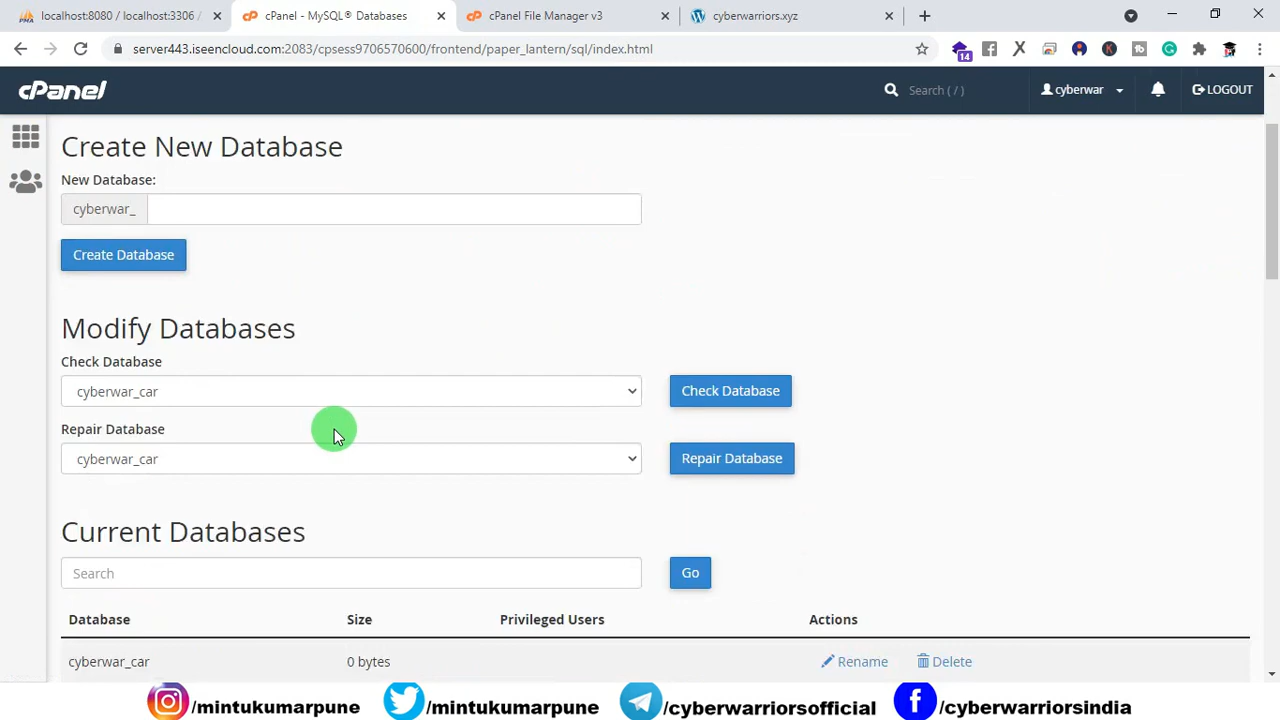 localhost:8080 / localhost:3306 /
cPanel - MySQL® Databases
cPanel File Manager v3
cyberwarriors.xyz
server443.iseencloud.com:2083/cpsess9706570600/frontend/paper_lantern/sql/index.html
14
cPanel
Search ( / )
cyberwar
LOGOUT
Create New Database
New Database:
cyberwar_
Create Database
Modify Databases
Check Database
cyberwar_car
Check Database
Repair Database
cyberwar_car
Repair Database
Current Databases
Search
Go
Database Size Privileged Users Actions
cyberwar_car 0 bytes Rename Delete
/mintukumarpune /mintukumarpune /cyberwarriorsofficial /cyberwarriorsindia